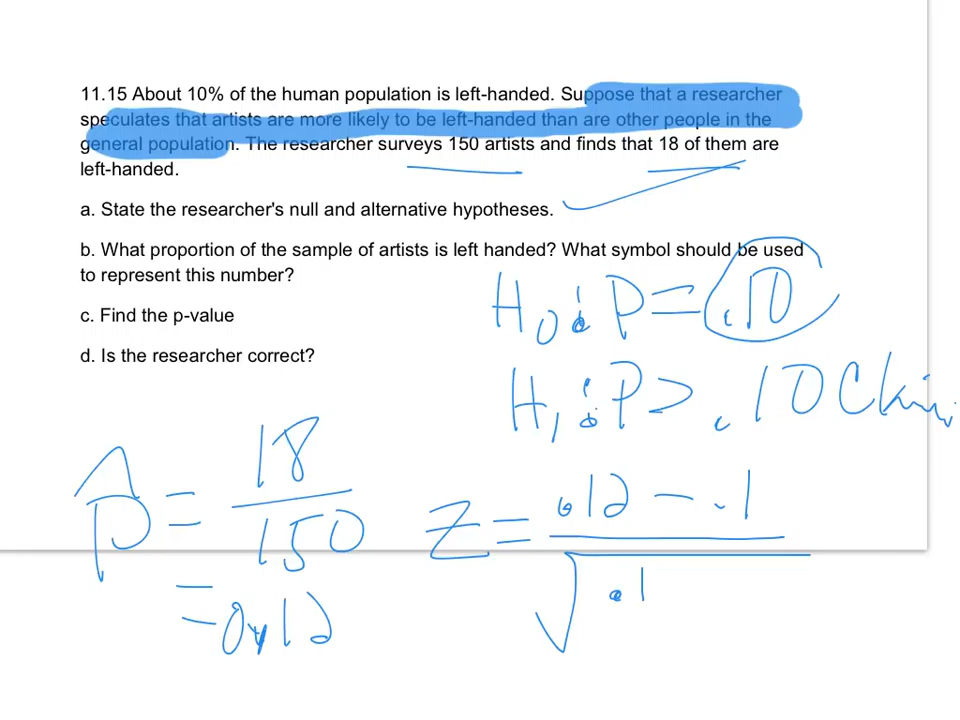 11.15 About 10% of the human population is left-handed. Suppose that a researcher
speculates that artists are more likely to be left-handed than are other people in the
general population. The researcher surveys 150 artists and finds that 18 of them are
left-handed.
a. State the researcher's null and alternative hypotheses.
b. What proportion of the sample of artists is left handed? What symbol should be used
to represent this number?
c. Find the p-value
d. Is the researcher correct?
H0: P = .10
H1: P > .10
P̂ = 18/150
= 0.12
Z = .12 - .1
√.1